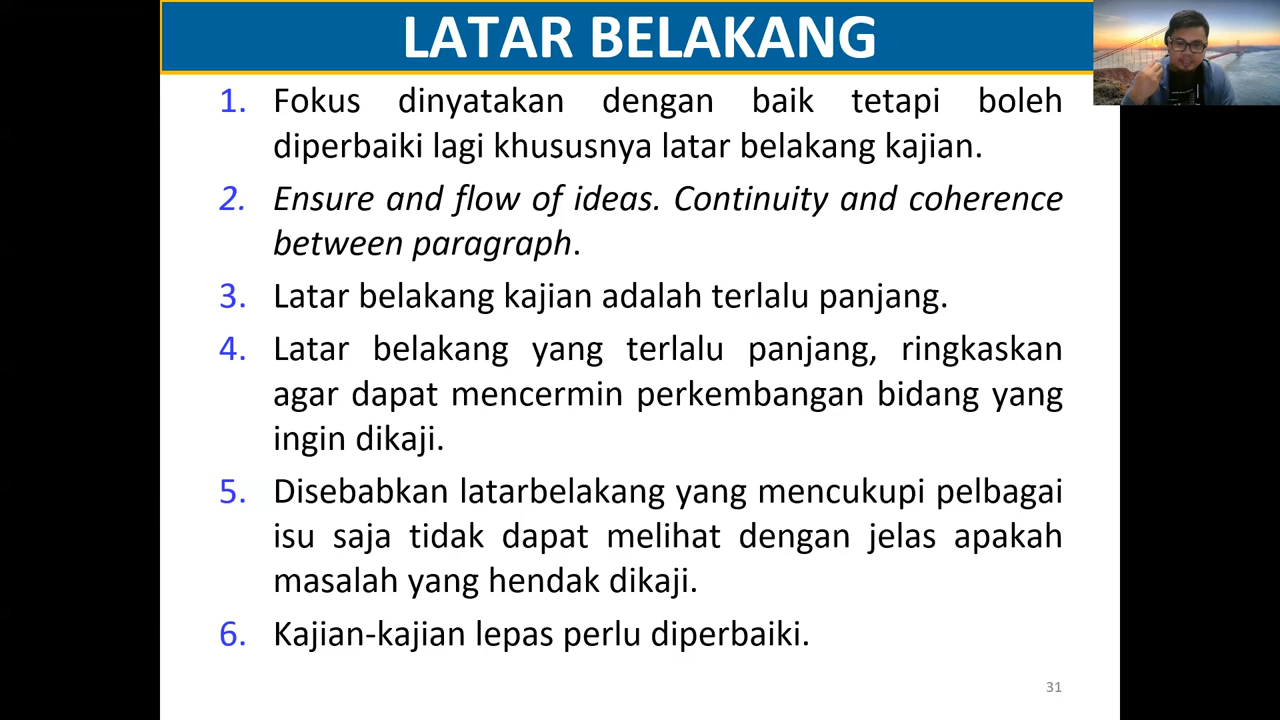 LATAR BELAKANG
1. Fokus dinyatakan dengan baik tetapi boleh
diperbaiki lagi khususnya latar belakang kajian.
2. Ensure and flow of ideas. Continuity and coherence
between paragraph.
3. Latar belakang kajian adalah terlalu panjang.
4. Latar belakang yang terlalu panjang, ringkaskan
agar dapat mencermin perkembangan bidang yang
ingin dikaji.
5. Disebabkan latarbelakang yang mencukupi pelbagai
isu saja tidak dapat melihat dengan jelas apakah
masalah yang hendak dikaji.
6. Kajian-kajian lepas perlu diperbaiki.
31